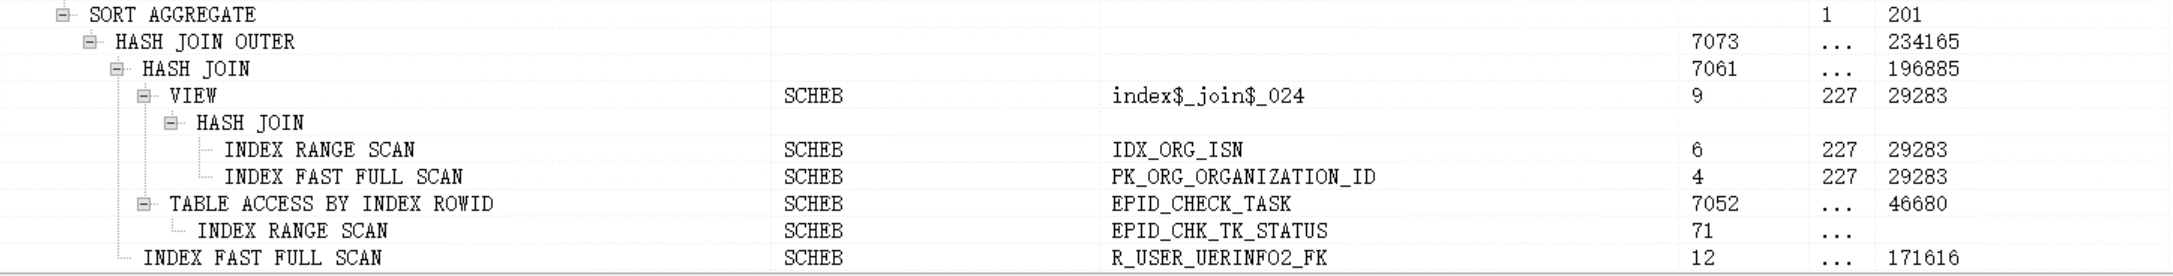 SORT AGGREGATE 1 201
HASH JOIN OUTER 7073 ... 234165
HASH JOIN 7061 ... 196885
VIEW SCHEB index$_join$_024 9 227 29283
HASH JOIN
INDEX RANGE SCAN SCHEB IDX_ORG_ISN 6 227 29283
INDEX FAST FULL SCAN SCHEB PK_ORG_ORGANIZATION_ID 4 227 29283
TABLE ACCESS BY INDEX ROWID SCHEB EPID_CHECK_TASK 7052 ... 46680
INDEX RANGE SCAN SCHEB EPID_CHK_TK_STATUS 71 ...
INDEX FAST FULL SCAN SCHEB R_USER_UERINFO2_FK 12 ... 171616